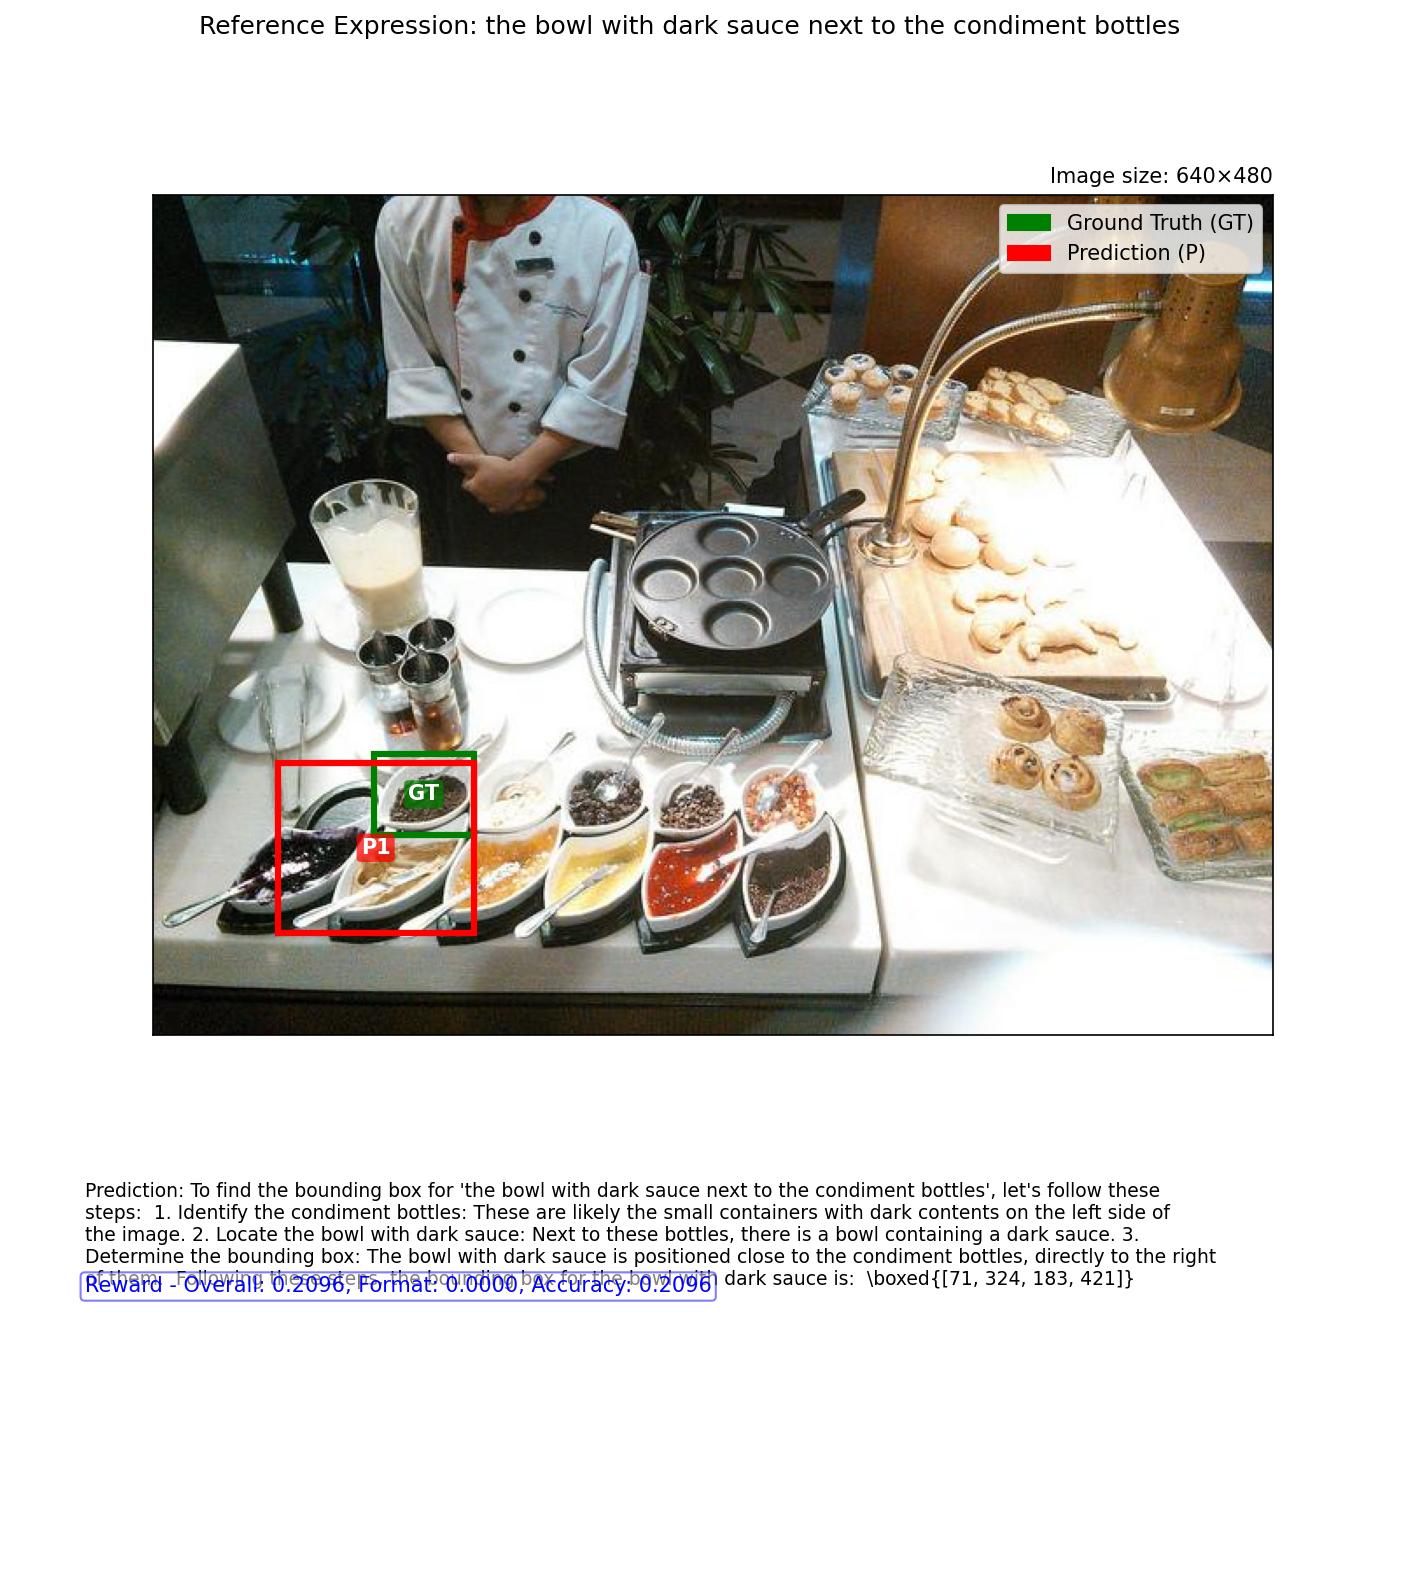 Reference Expression: the bowl with dark sauce next to the condiment bottles
Image size: 640×480
Ground Truth (GT)
Prediction (P)
GT
P1
Prediction: To find the bounding box for 'the bowl with dark sauce next to the condiment bottles', let's follow these
steps:  1. Identify the condiment bottles: These are likely the small containers with dark contents on the left side of
the image. 2. Locate the bowl with dark sauce: Next to these bottles, there is a bowl containing a dark sauce. 3.
Determine the bounding box: The bowl with dark sauce is positioned close to the condiment bottles, directly to the right
of them.  Following these steps, the bounding box for the bowl with dark sauce is:  \boxed{[71, 324, 183, 421]}
Reward - Overall: 0.2096, Format: 0.0000, Accuracy: 0.2096